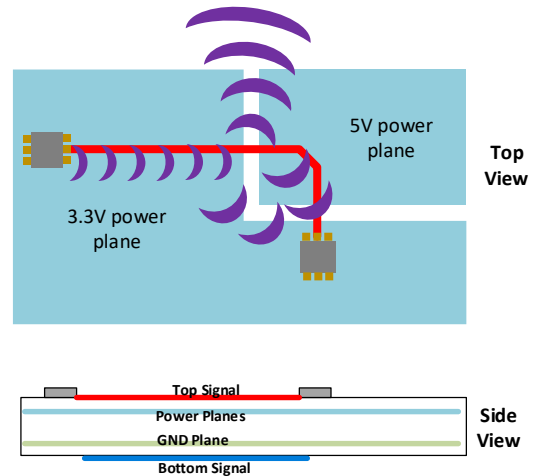 5V power
plane
Top
View
3.3V power
plane
Top Signal
Power Planes
GND Plane
Bottom Signal
Side
View